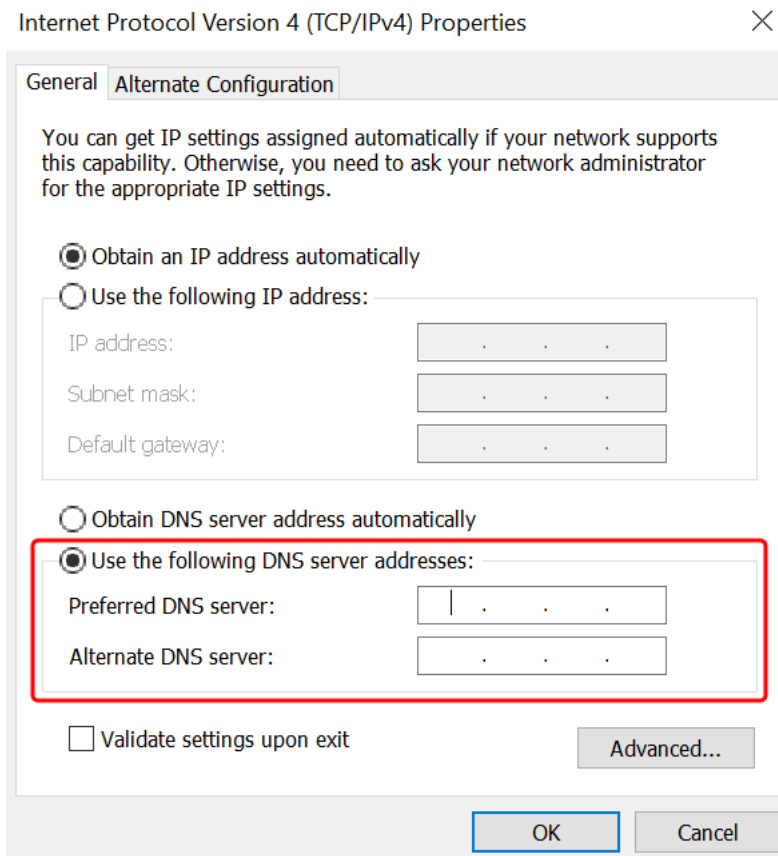 Internet Protocol Version 4 (TCP/IPv4) Properties
General
Alternate Configuration
You can get IP settings assigned automatically if your network supports
this capability. Otherwise, you need to ask your network administrator
for the appropriate IP settings.
Obtain an IP address automatically
Use the following IP address:
IP address:
Subnet mask:
Default gateway:
Obtain DNS server address automatically
Use the following DNS server addresses:
Preferred DNS server:
Alternate DNS server:
Validate settings upon exit
Advanced...
OK
Cancel